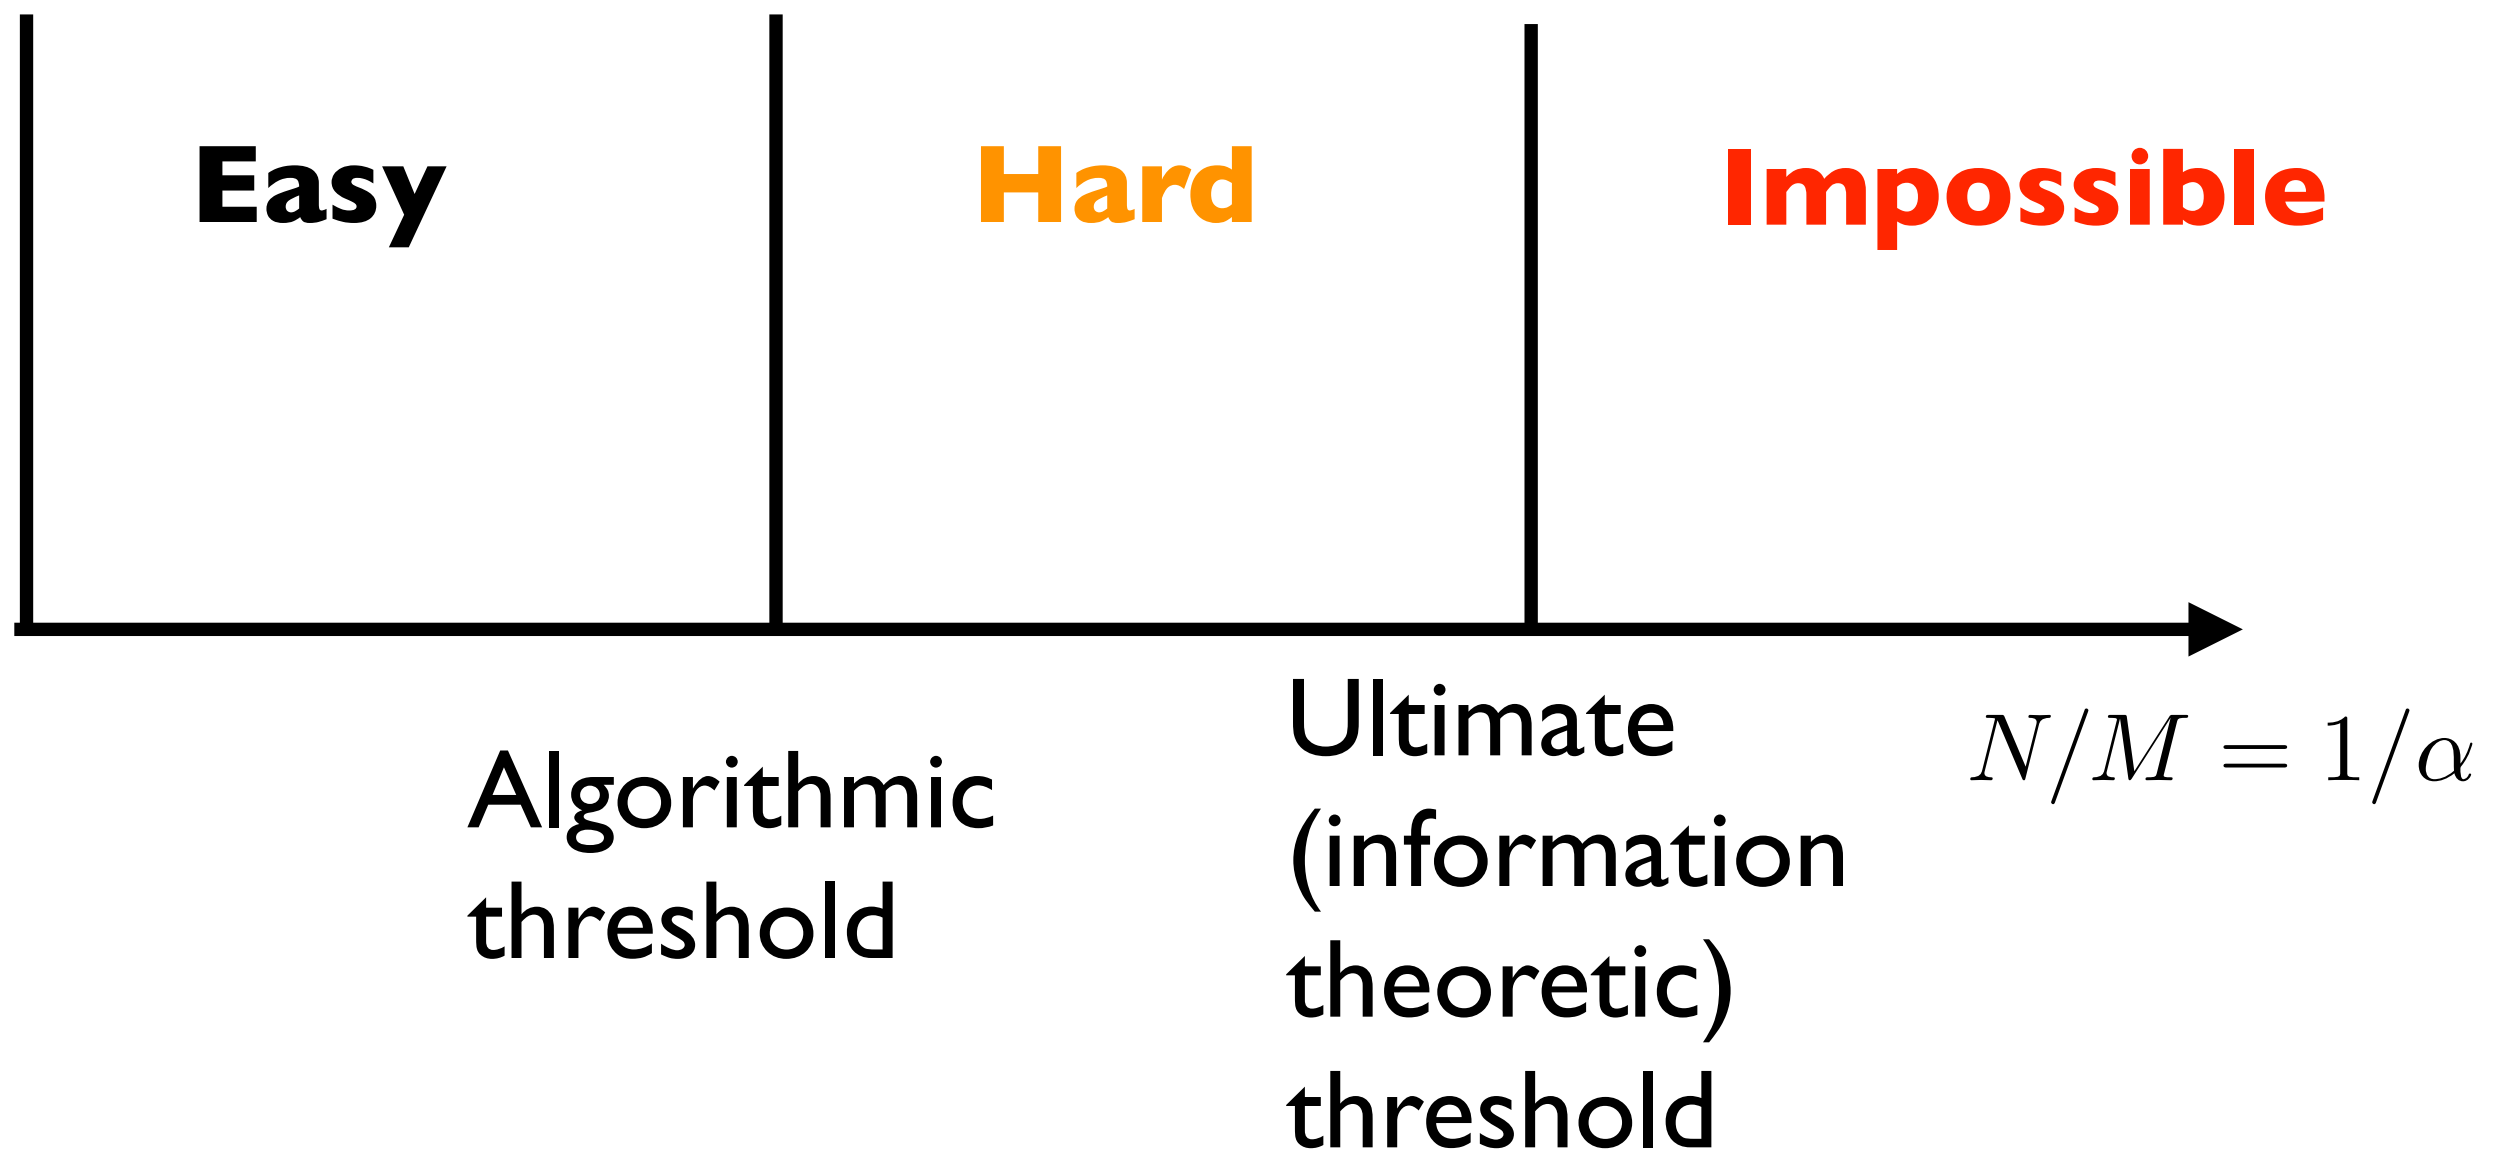 Easy
Hard
Impossible
Algorithmic
threshold
Ultimate
(information
theoretic)
threshold
N/M = 1/α